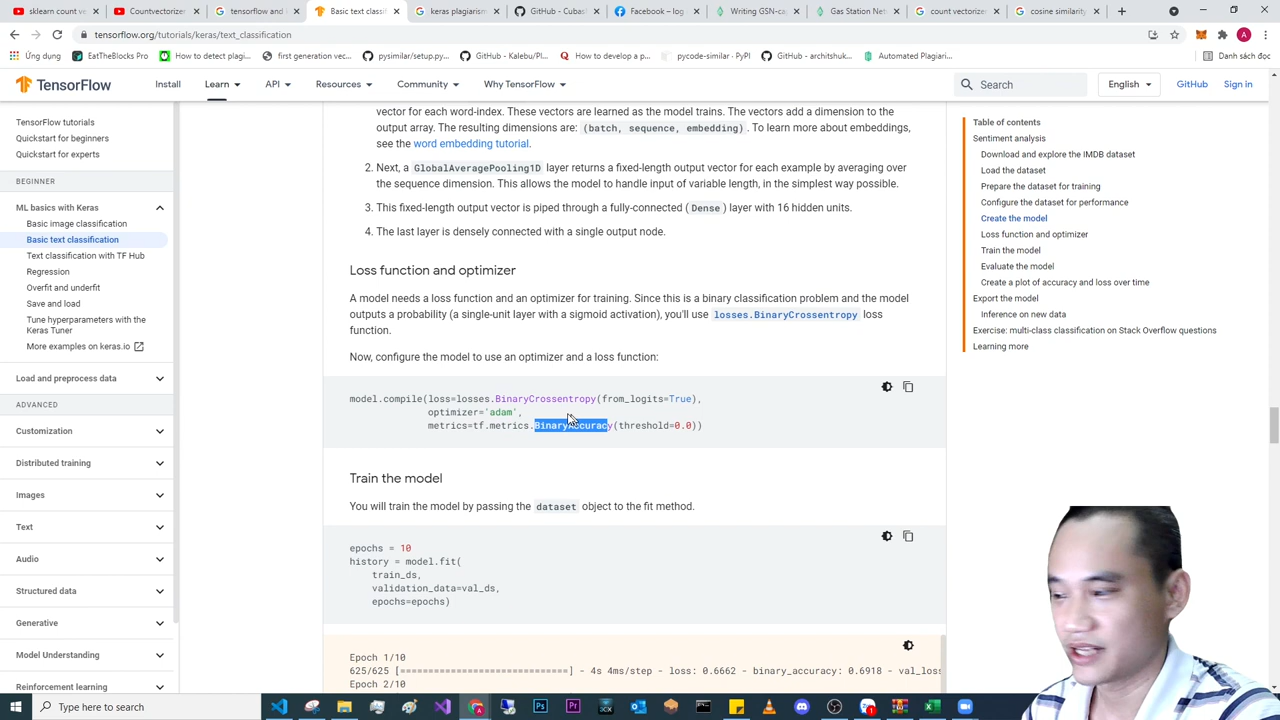 sklearn count ve
Countvectorize
tensorflow and
Basic text classif
keras plagiarism
GitHub - Cubas
Facebook – log
Writing GSN-ca
Gas Station Net
count vectorize
cosine similarity
tensorflow.org/tutorials/keras/text_classification
Ứng dụng
EatTheBlocks Pro
How to detect plagi...
first generation vec...
pysimilar/setup.py...
GitHub - Kalebu/Pl...
How to develop a p...
pycode-similar · PyPI
GitHub - architshuk...
Automated Plagiari...
Danh sách đọc
TensorFlow
Install
Learn
API
Resources
Community
Why TensorFlow
Search
English
GitHub
Sign in
TensorFlow tutorials
Quickstart for beginners
Quickstart for experts
BEGINNER
ML basics with Keras
Basic image classification
Basic text classification
Text classification with TF Hub
Regression
Overfit and underfit
Save and load
Tune hyperparameters with the
Keras Tuner
More examples on keras.io
Load and preprocess data
ADVANCED
Customization
Distributed training
Images
Text
Audio
Structured data
Generative
Model Understanding
Reinforcement learning
vector for each word-index. These vectors are learned as the model trains. The vectors add a dimension to the
output array. The resulting dimensions are: (batch, sequence, embedding). To learn more about embeddings,
see the word embedding tutorial.
2. Next, a GlobalAveragePooling1D layer returns a fixed-length output vector for each example by averaging over
the sequence dimension. This allows the model to handle input of variable length, in the simplest way possible.
3. This fixed-length output vector is piped through a fully-connected (Dense) layer with 16 hidden units.
4. The last layer is densely connected with a single output node.
Loss function and optimizer
A model needs a loss function and an optimizer for training. Since this is a binary classification problem and the model
outputs a probability (a single-unit layer with a sigmoid activation), you'll use losses.BinaryCrossentropy loss
function.
Now, configure the model to use an optimizer and a loss function:
model.compile(loss=losses.BinaryCrossentropy(from_logits=True),
optimizer='adam',
metrics=tf.metrics.BinaryAccuracy(threshold=0.0))
Train the model
You will train the model by passing the dataset object to the fit method.
epochs = 10
history = model.fit(
train_ds,
validation_data=val_ds,
epochs=epochs)
Epoch 1/10
625/625 [==============================] - 4s 4ms/step - loss: 0.6662 - binary_accuracy: 0.6918 - val_loss
Epoch 2/10
Table of contents
Sentiment analysis
Download and explore the IMDB dataset
Load the dataset
Prepare the dataset for training
Configure the dataset for performance
Create the model
Loss function and optimizer
Train the model
Evaluate the model
Create a plot of accuracy and loss over time
Export the model
Inference on new data
Exercise: multi-class classification on Stack Overflow questions
Learning more
Type here to search